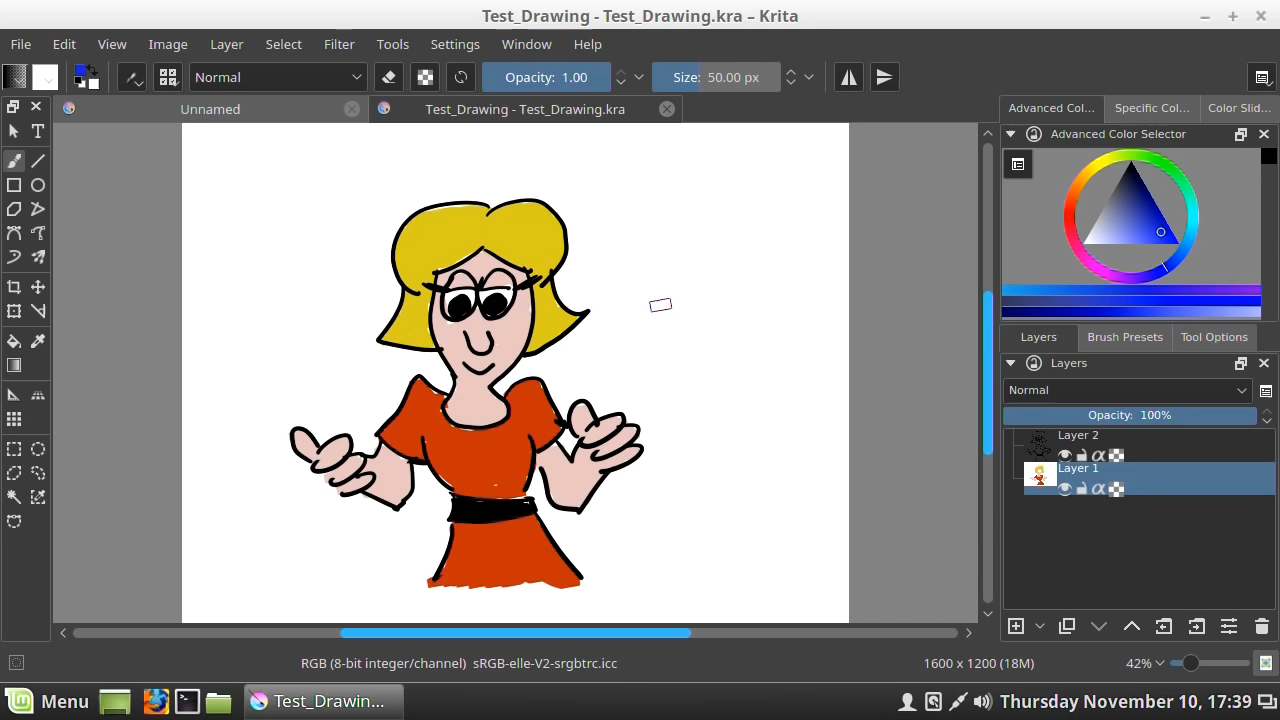 Test_Drawing - Test_Drawing.kra – Krita
File Edit View Image Layer Select Filter Tools Settings Window Help
Normal Opacity: 1.00 Size: 50.00 px
Unnamed Test_Drawing - Test_Drawing.kra
Advanced Col... Specific Col... Color Slid...
Advanced Color Selector
Layers Brush Presets Tool Options
Layers
Normal
Opacity: 100%
Layer 2
Layer 1
RGB (8-bit integer/channel) sRGB-elle-V2-srgbtrc.icc 1600 x 1200 (18M) 42%
Menu Test_Drawin... Thursday November 10, 17:39